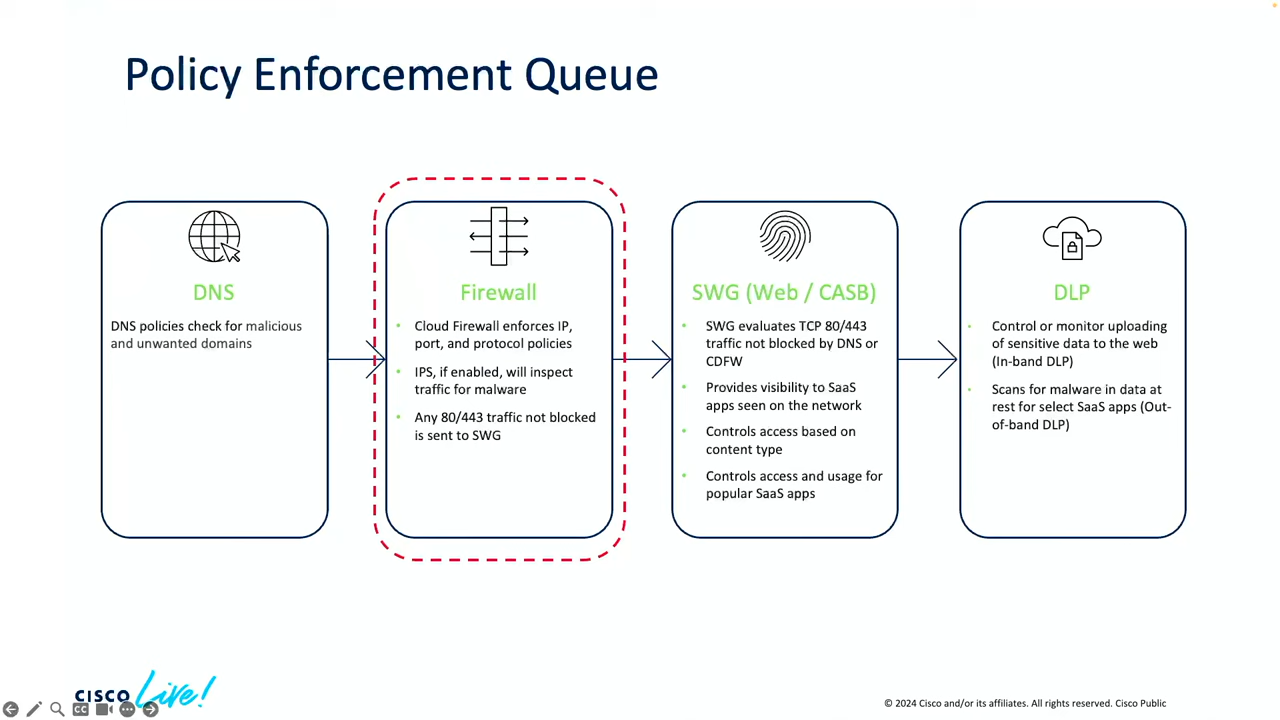 Policy Enforcement Queue
DNS
DNS policies check for malicious
and unwanted domains
Firewall
• Cloud Firewall enforces IP,
port, and protocol policies
• IPS, if enabled, will inspect
traffic for malware
• Any 80/443 traffic not blocked
is sent to SWG
SWG (Web / CASB)
• SWG evaluates TCP 80/443
traffic not blocked by DNS or
CDFW
• Provides visibility to SaaS
apps seen on the network
• Controls access based on
content type
• Controls access and usage for
popular SaaS apps
DLP
• Control or monitor uploading
of sensitive data to the web
(In-band DLP)
• Scans for malware in data at
rest for select SaaS apps (Out-
of-band DLP)
CISCO Live!
CC
© 2024 Cisco and/or its affiliates. All rights reserved. Cisco Public